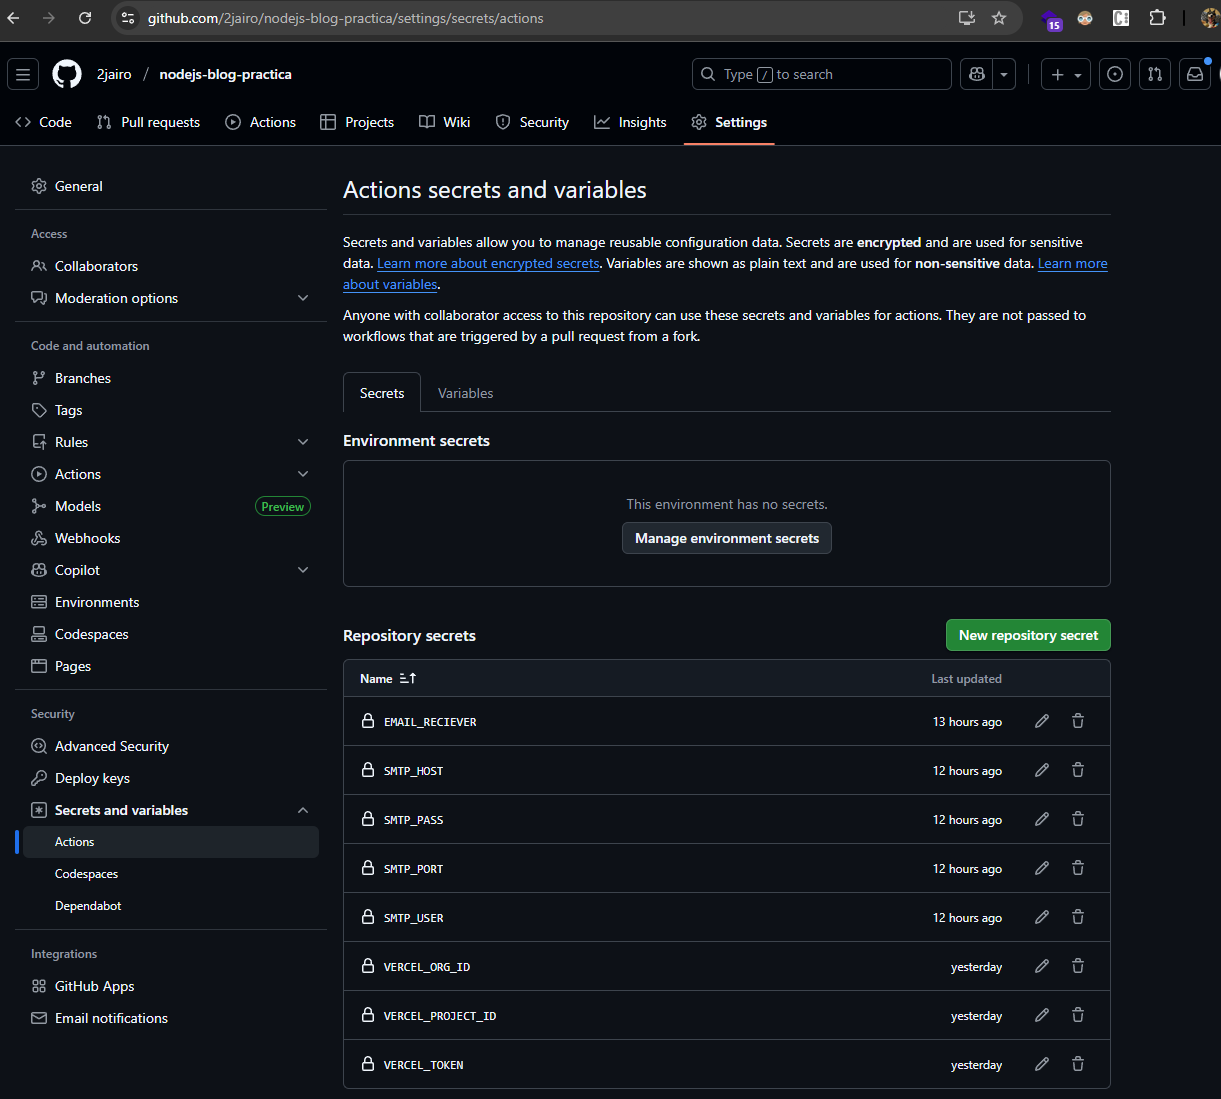 github.com/2jairo/nodejs-blog-practica/settings/secrets/actions
15
2jairo / nodejs-blog-practica
Type / to search
Code
Pull requests
Actions
Projects
Wiki
Security
Insights
Settings
General
Access
Collaborators
Moderation options
Code and automation
Branches
Tags
Rules
Actions
Models Preview
Webhooks
Copilot
Environments
Codespaces
Pages
Security
Advanced Security
Deploy keys
Secrets and variables
Actions
Codespaces
Dependabot
Integrations
GitHub Apps
Email notifications
Actions secrets and variables
Secrets and variables allow you to manage reusable configuration data. Secrets are encrypted and are used for sensitive
data. Learn more about encrypted secrets. Variables are shown as plain text and are used for non-sensitive data. Learn more
about variables.
Anyone with collaborator access to this repository can use these secrets and variables for actions. They are not passed to
workflows that are triggered by a pull request from a fork.
Secrets
Variables
Environment secrets
This environment has no secrets.
Manage environment secrets
Repository secrets
New repository secret
Name Last updated
EMAIL_RECIEVER 13 hours ago
SMTP_HOST 12 hours ago
SMTP_PASS 12 hours ago
SMTP_PORT 12 hours ago
SMTP_USER 12 hours ago
VERCEL_ORG_ID yesterday
VERCEL_PROJECT_ID yesterday
VERCEL_TOKEN yesterday